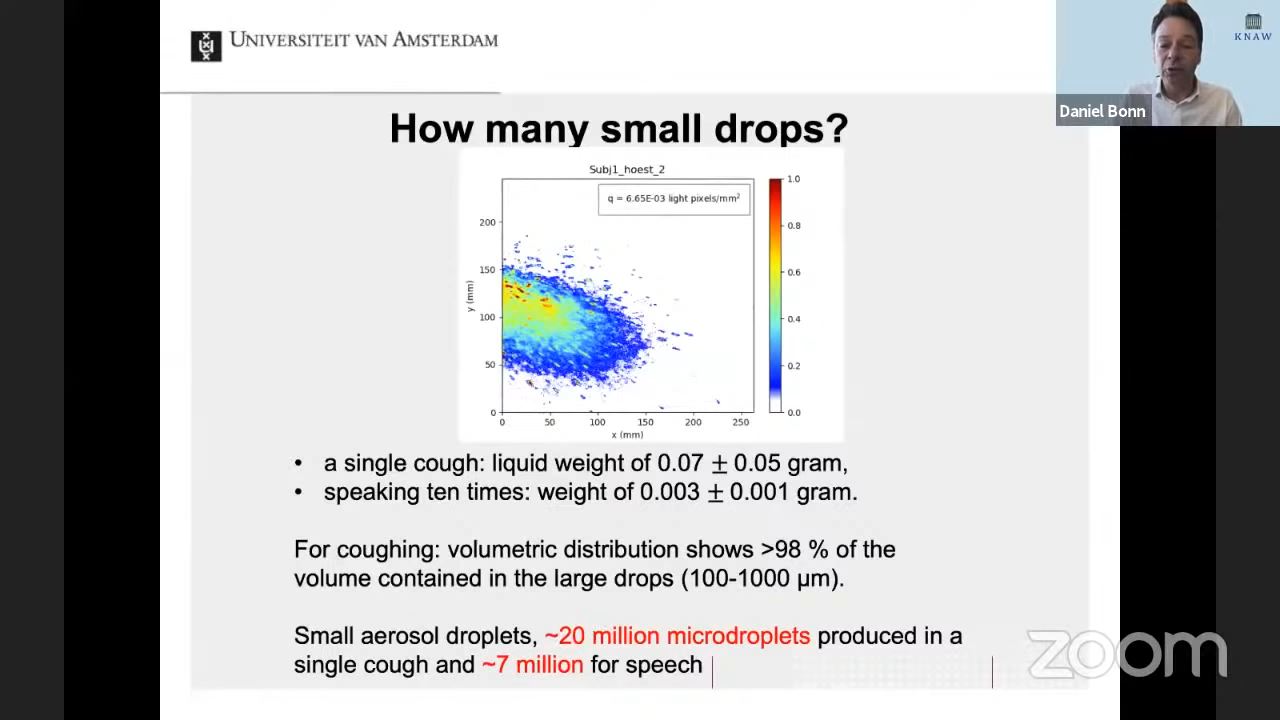 UNIVERSITEIT VAN AMSTERDAM
KNAW
Daniel Bonn
How many small drops?
Subj1_hoest_2
q = 6.65E-03 light pixels/mm²
1.0
0.8
0.6
0.4
0.2
0.0
200
150
100
50
0
y (mm)
0 50 100 150 200 250
x (mm)
• a single cough: liquid weight of 0.07 ± 0.05 gram,
• speaking ten times: weight of 0.003 ± 0.001 gram.
For coughing: volumetric distribution shows >98 % of the
volume contained in the large drops (100-1000 µm).
Small aerosol droplets, ~20 million microdroplets produced in a
single cough and ~7 million for speech
zoom